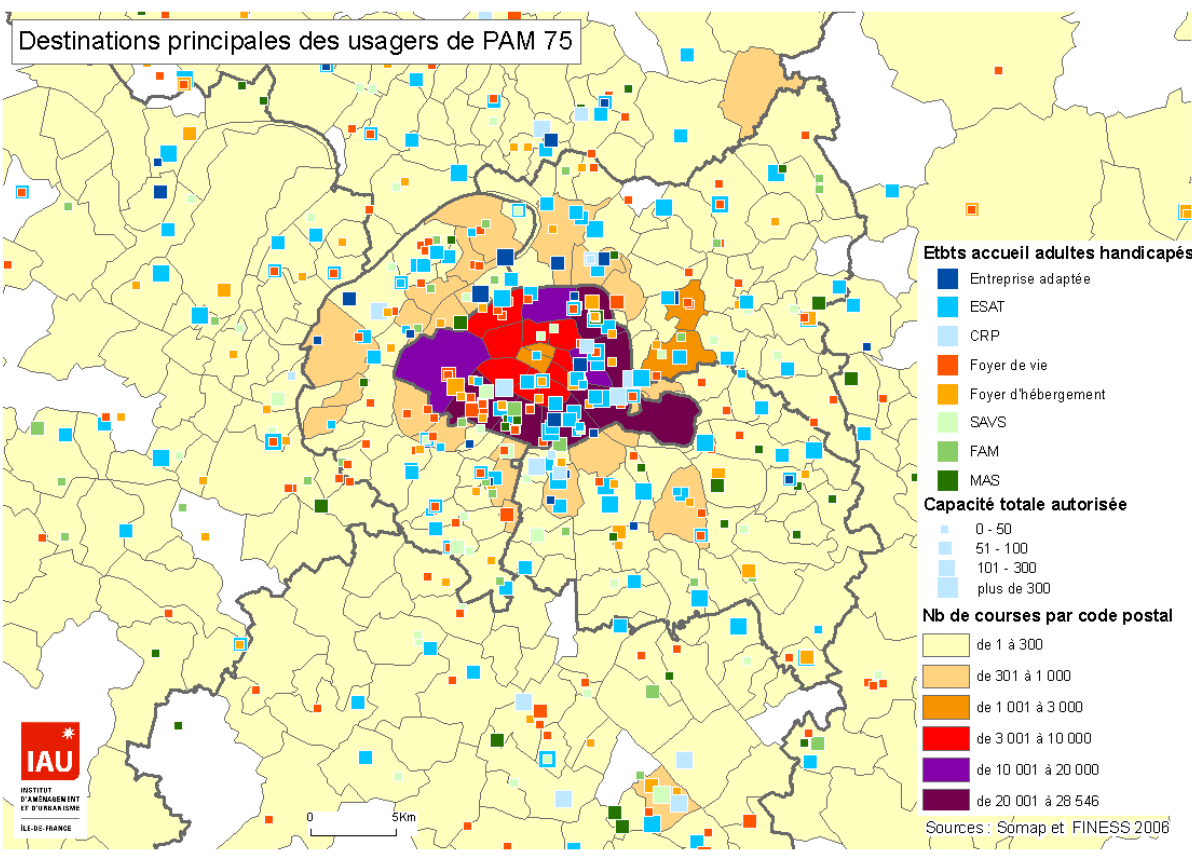 Destinations principales des usagers de PAM 75
Etbts accueil adultes handicapés
Entreprise adaptée
ESAT
CRP
Foyer de vie
Foyer d'hébergement
SAVS
FAM
MAS
Capacité totale autorisée
0 - 50
51 - 100
101 - 300
plus de 300
Nb de courses par code postal
de 1 à 300
de 301 à 1 000
de 1 001 à 3 000
de 3 001 à 10 000
de 10 001 à 20 000
de 20 001 à 28 546
Sources : Somap et FINESS 2006
IAU
INSTITUT
D'AMÉNAGEMENT
ET D'URBANISME
ÎLE-DE-FRANCE
0 5Km